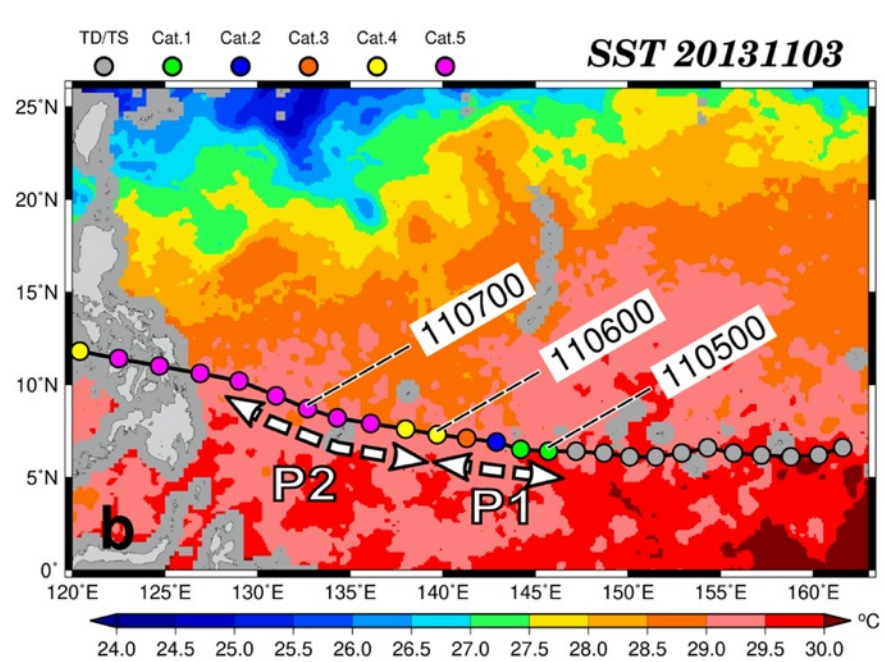 TD/TS Cat.1 Cat.2 Cat.3 Cat.4 Cat.5
SST 20131103
25°N
20°N
15°N
10°N
5°N
0°
110700
110600
110500
P2
P1
b
120°E 125°E 130°E 135°E 140°E 145°E 150°E 155°E 160°E
°C
24.0 24.5 25.0 25.5 26.0 26.5 27.0 27.5 28.0 28.5 29.0 29.5 30.0